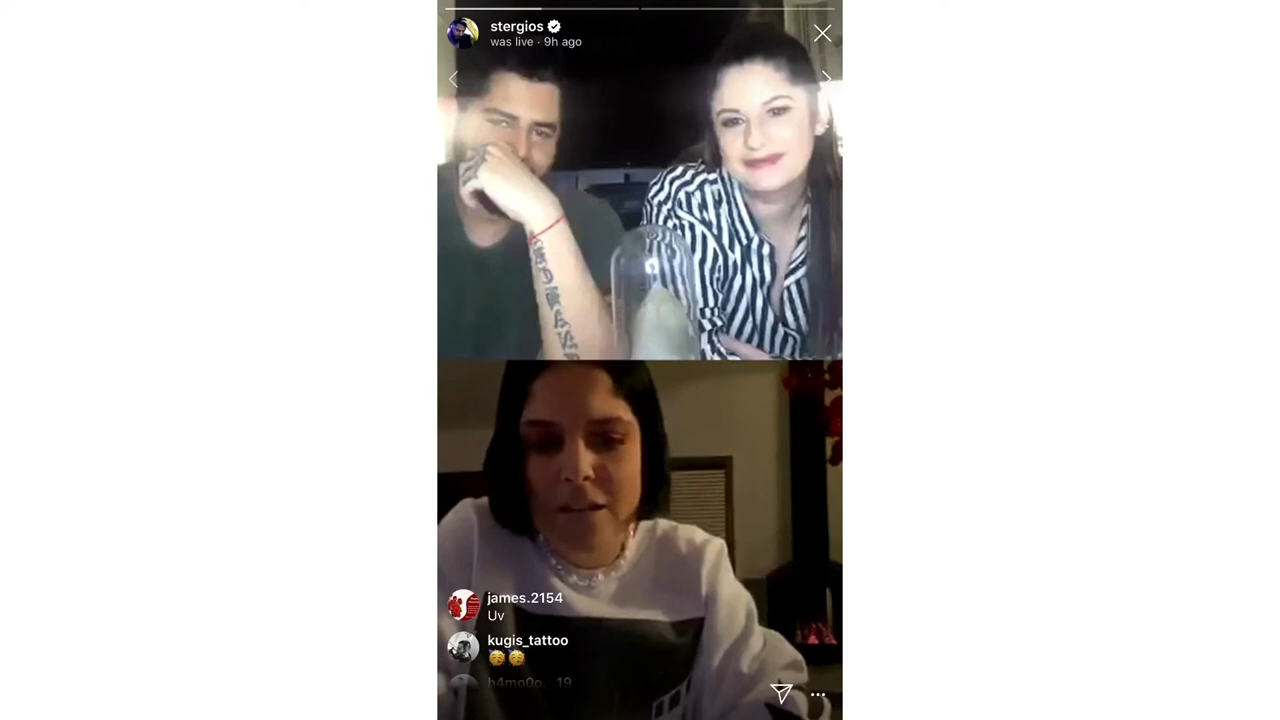 stergios
was live · 9h ago
james.2154
Uv
kugis_tattoo
🥳🥳